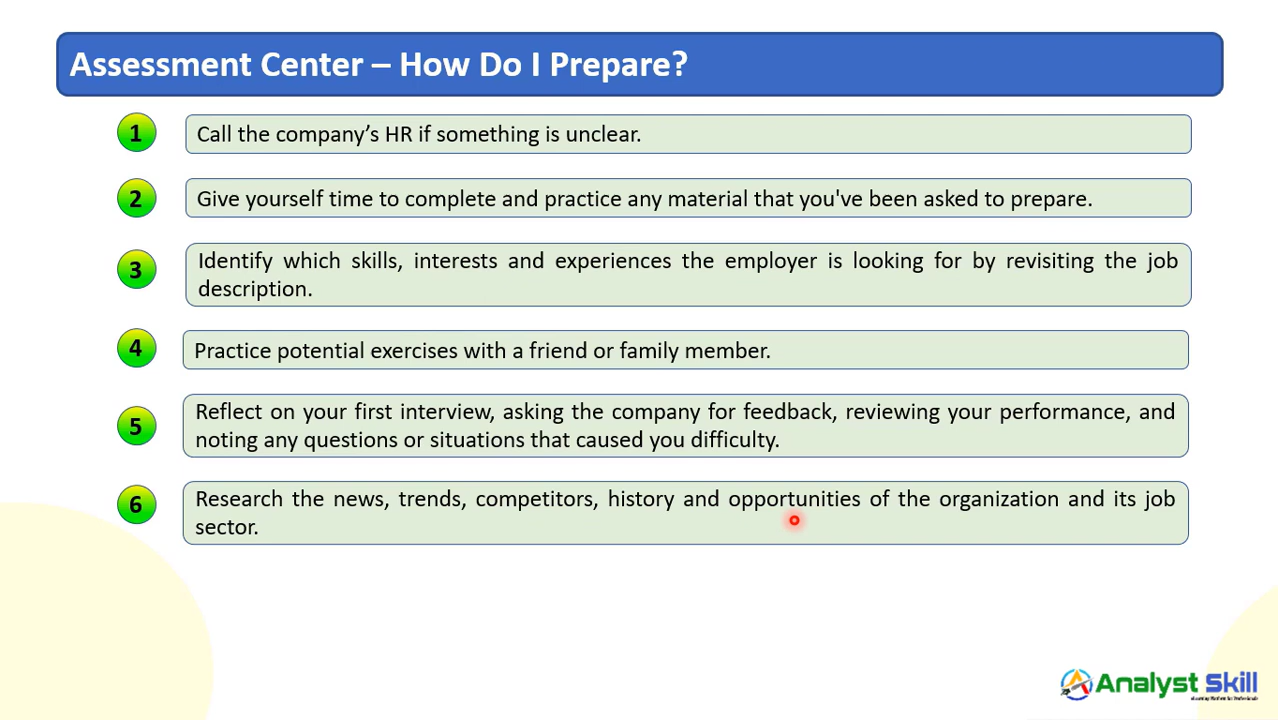 Assessment Center – How Do I Prepare?
1
Call the company’s HR if something is unclear.
2
Give yourself time to complete and practice any material that you've been asked to prepare.
3
Identify which skills, interests and experiences the employer is looking for by revisiting the job
description.
4
Practice potential exercises with a friend or family member.
5
Reflect on your first interview, asking the company for feedback, reviewing your performance, and
noting any questions or situations that caused you difficulty.
6
Research the news, trends, competitors, history and opportunities of the organization and its job
sector.
Analyst Skill
eLearning Platform for Professionals